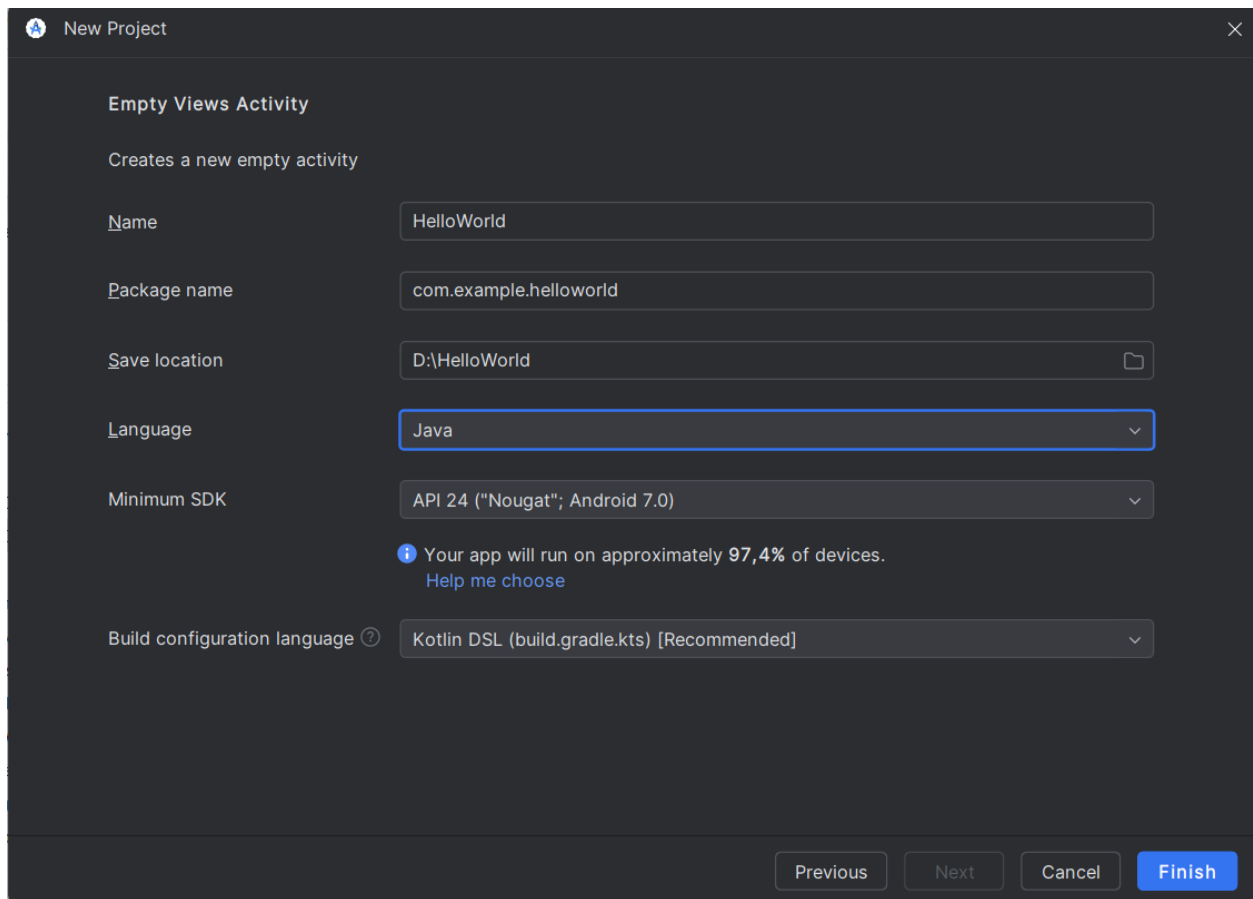 New Project
Empty Views Activity
Creates a new empty activity
Name HelloWorld
Package name com.example.helloworld
Save location D:\HelloWorld
Language Java
Minimum SDK API 24 ("Nougat"; Android 7.0)
Your app will run on approximately 97,4% of devices.
Help me choose
Build configuration language ? Kotlin DSL (build.gradle.kts) [Recommended]
Previous Next Cancel Finish